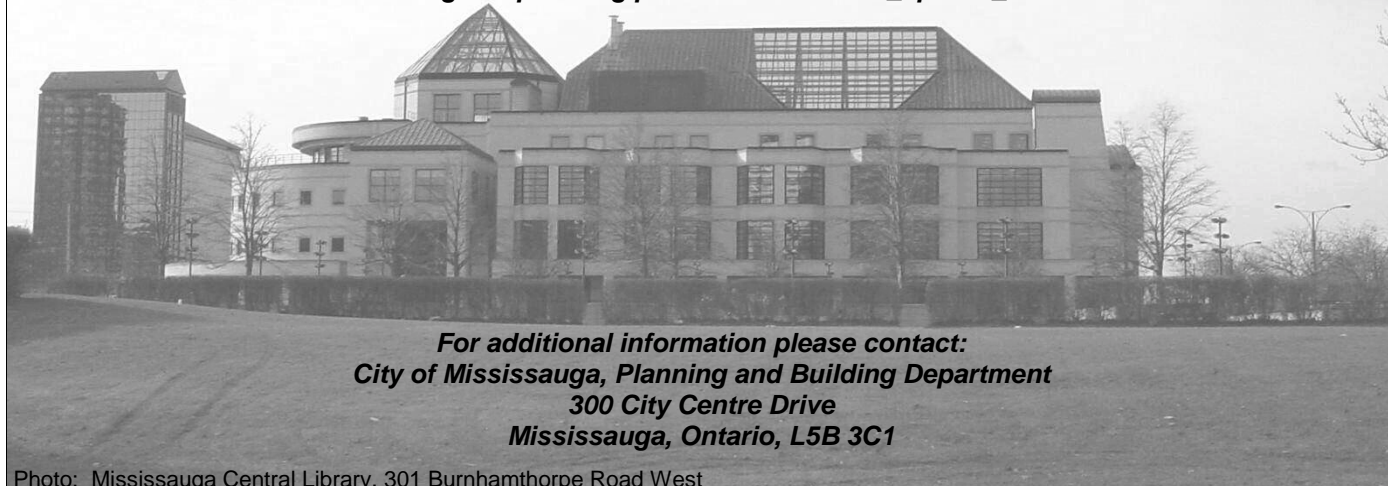 For additional information please contact:
City of Mississauga, Planning and Building Department
300 City Centre Drive
Mississauga, Ontario, L5B 3C1
Photo: Mississauga Central Library, 301 Burnhamthorpe Road West